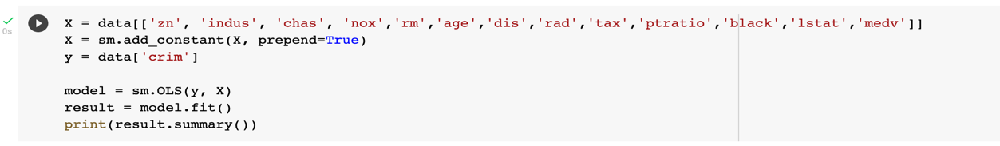 X = data[['zn', 'indus', 'chas', 'nox','rm','age','dis','rad','tax','ptratio','black','lstat','medv']]
X = sm.add_constant(X, prepend=True)
y = data['crim']
model = sm.OLS(y, X)
result = model.fit()
print(result.summary())
0s